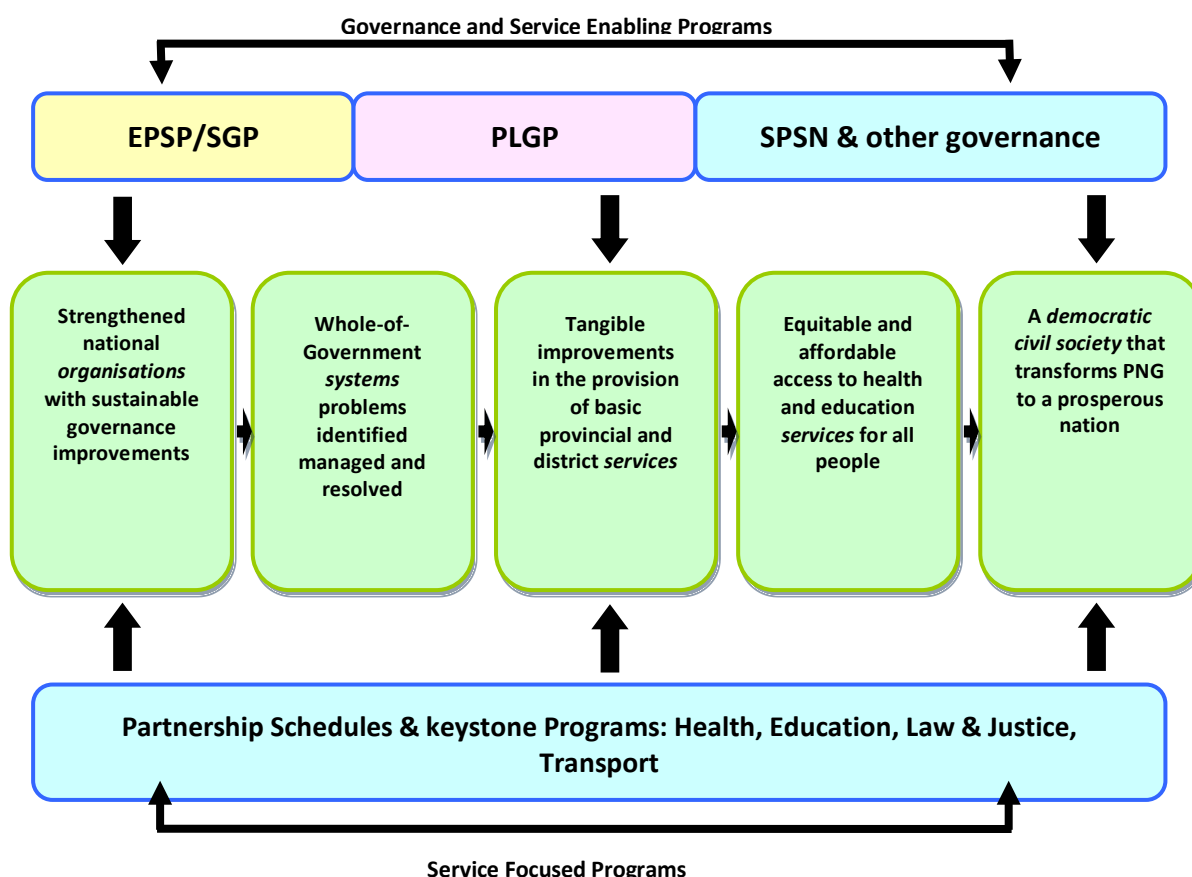 Governance and Service Enabling Programs
EPSP/SGP
PLGP
SPSN & other governance
Strengthened
national
organisations
with sustainable
governance
improvements
Whole-of-
Government
systems
problems
identified
managed and
resolved
Tangible
improvements
in the provision
of basic
provincial and
district services
Equitable and
affordable
access to health
and education
services for all
people
A democratic
civil society that
transforms PNG
to a prosperous
nation
Partnership Schedules & keystone Programs: Health, Education, Law & Justice,
Transport
Service Focused Programs